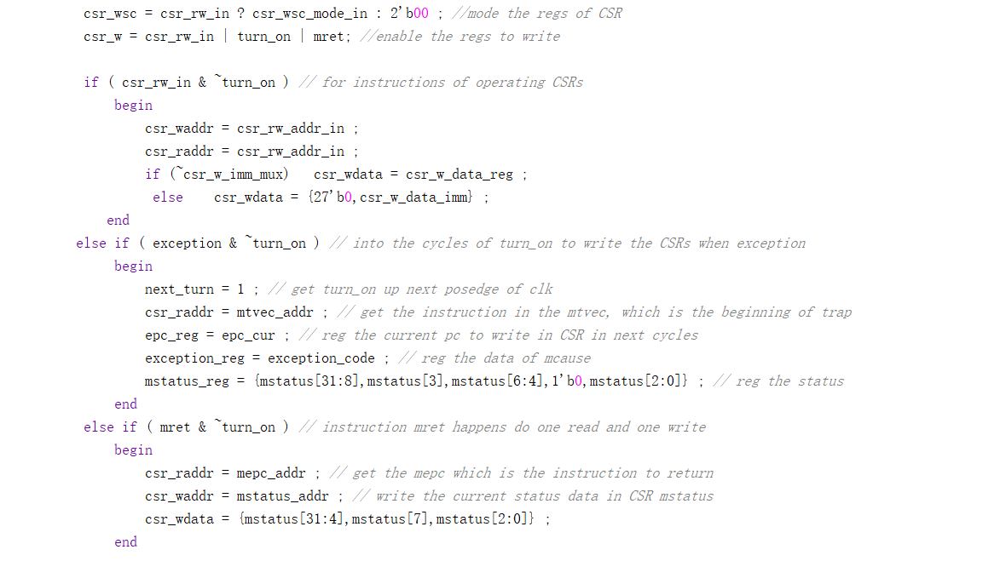 csr_wsc = csr_rw_in ? csr_wsc_mode_in : 2'b00 ; //mode the regs of CSR
csr_w = csr_rw_in | turn_on | mret; //enable the regs to write
if ( csr_rw_in & ~turn_on ) // for instructions of operating CSRs
begin
csr_waddr = csr_rw_addr_in ;
csr_raddr = csr_rw_addr_in ;
if (~csr_w_imm_mux) csr_wdata = csr_w_data_reg ;
else csr_wdata = {27'b0,csr_w_data_imm} ;
end
else if ( exception & ~turn_on ) // into the cycles of turn_on to write the CSRs when exception
begin
next_turn = 1 ; // get turn_on up next posedge of clk
csr_raddr = mtvec_addr ; // get the instruction in the mtvec, which is the beginning of trap
epc_reg = epc_cur ; // reg the current pc to write in CSR in next cycles
exception_reg = exception_code ; // reg the data of mcause
mstatus_reg = {mstatus[31:8],mstatus[3],mstatus[6:4],1'b0,mstatus[2:0]} ; // reg the status
end
else if ( mret & ~turn_on ) // instruction mret happens do one read and one write
begin
csr_raddr = mepc_addr ; // get the mepc which is the instruction to return
csr_waddr = mstatus_addr ; // write the current status data in CSR mstatus
csr_wdata = {mstatus[31:4],mstatus[7],mstatus[2:0]} ;
end